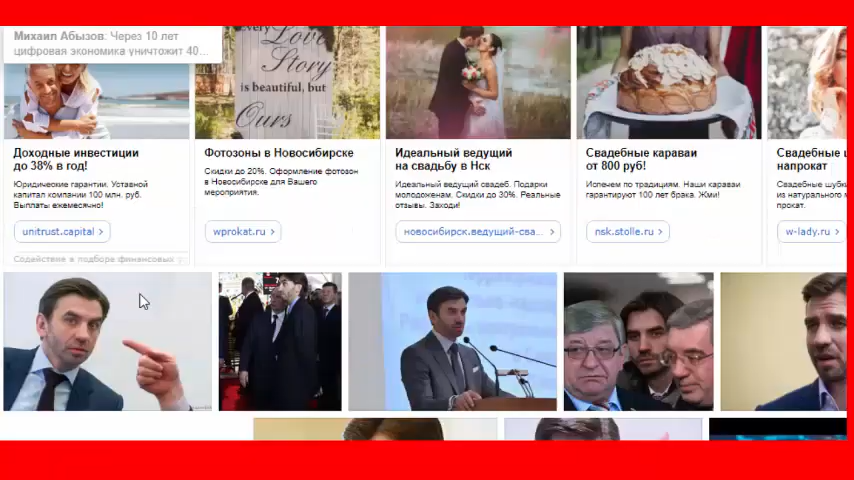 Михаил Абызов: Через 10 лет
цифровая экономика уничтожит 40...
Every
Love
Story
is beautiful, but
Ours
Доходные инвестиции
до 38% в год!
Юридические гарантии. Уставной
капитал компании 100 млн. руб.
Выплаты ежемесячно!
unitrust.capital >
Содействие в подборе финансовых
Фотозоны в Новосибирске
Скидки до 20%. Оформление фотозон
в Новосибирске для Вашего
мероприятия.
wprokat.ru >
Идеальный ведущий
на свадьбу в Нск
Идеальный ведущий свадеб. Подарки
молодоженам. Скидки до 30%. Реальные
отзывы. Заходи!
новосибирск.ведущий-сва... >
Свадебные караваи
от 800 руб!
Испечем по традициям. Наши караваи
гарантируют 100 лет брака. Жми!
nsk.stolle.ru >
Свадебные ш
напрокат
Свадебные шубк
из натурального м
прокат.
w-lady.ru >